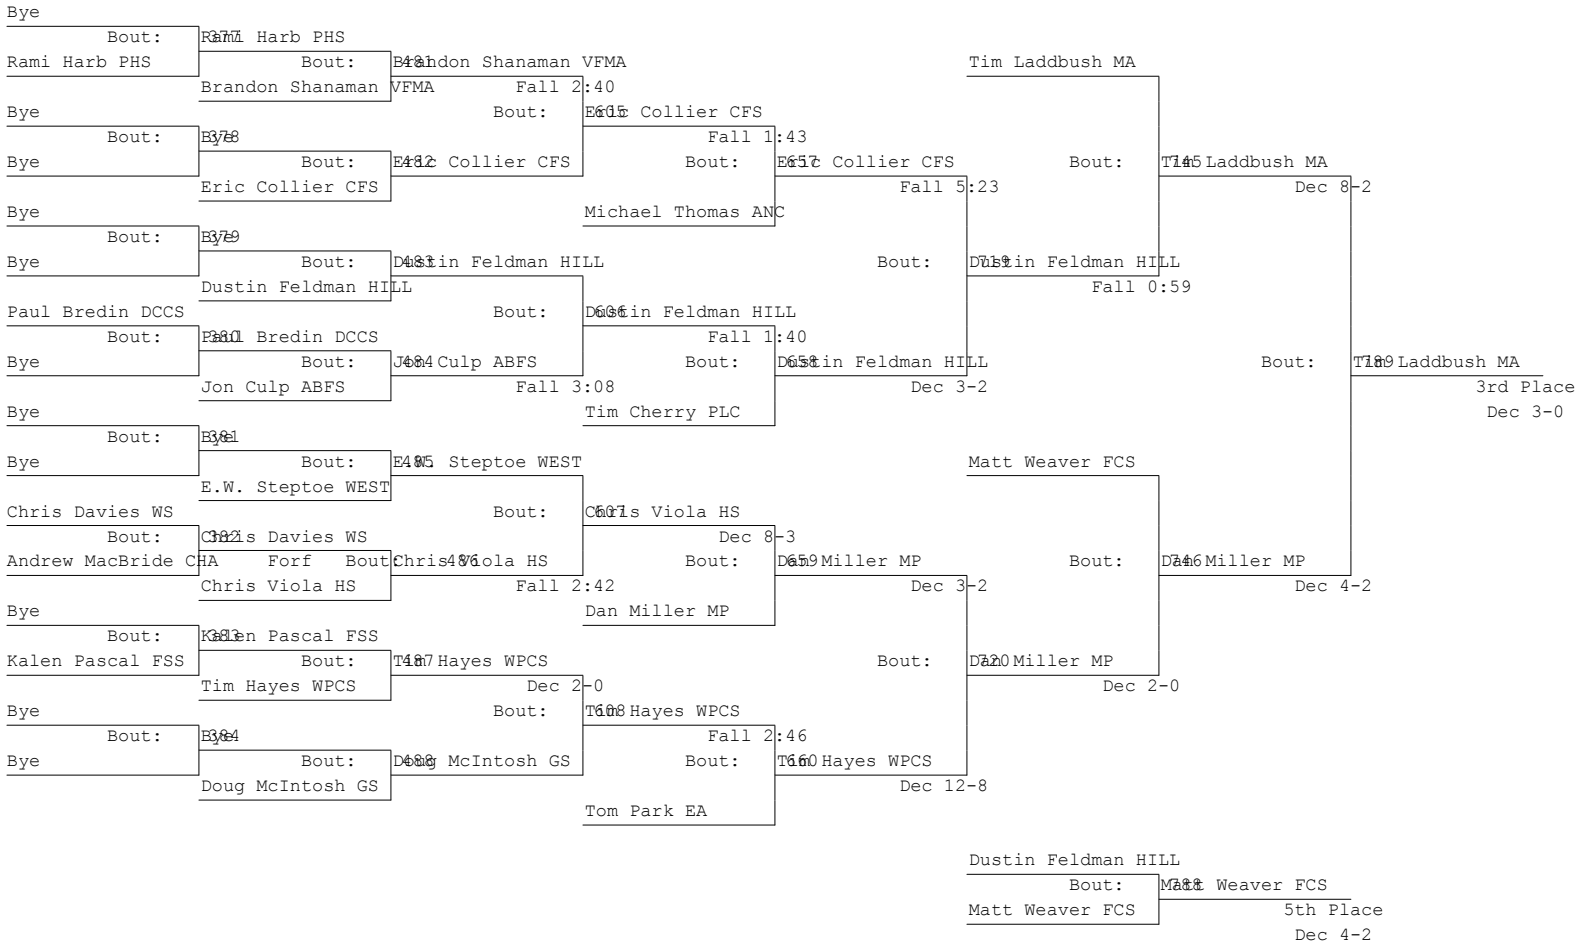 Bye
Bout: 377 Rami Harb PHS
Rami Harb PHS Bout: 481 Brandon Shanaman VFMA Tim Laddbush MA
Brandon Shanaman VFMA Fall 2:40
Bye Bout: 605 Eric Collier CFS
Bout: 378 Bye Fall 1:43
Bye Bout: 482 Eric Collier CFS Bout: 657 Eric Collier CFS Bout: 745 Tim Laddbush MA
Eric Collier CFS Fall 5:23 Dec 8-2
Bye Michael Thomas ANC
Bout: 379 Bye
Bye Bout: 483 Dustin Feldman HILL Bout: 719 Dustin Feldman HILL
Dustin Feldman HILL Fall 0:59
Paul Bredin DCCS Bout: 606 Dustin Feldman HILL
Bout: 380 Paul Bredin DCCS Fall 1:40
Bye Bout: 484 Jon Culp ABFS Bout: 658 Dustin Feldman HILL Bout: 789 Tim Laddbush MA
Jon Culp ABFS Fall 3:08 Dec 3-2 3rd Place
Bye Tim Cherry PLC Dec 3-0
Bout: 381 Bye
Bye Bout: 485 E.W. Steptoe WEST Matt Weaver FCS
E.W. Steptoe WEST
Chris Davies WS Bout: 607 Chris Viola HS
Bout: 382 Chris Davies WS Dec 8-3
Andrew MacBride CHA Forf Bout: 486 Chris Viola HS Bout: 659 Dan Miller MP Bout: 746 Dan Miller MP
Chris Viola HS Fall 2:42 Dec 3-2 Dec 4-2
Bye Dan Miller MP
Bout: 383 Kalen Pascal FSS
Kalen Pascal FSS Bout: 487 Tim Hayes WPCS Bout: 720 Dan Miller MP
Tim Hayes WPCS Dec 2-0 Dec 2-0
Bye Bout: 608 Tim Hayes WPCS
Bout: 384 Bye Fall 2:46
Bye Bout: 488 Doug McIntosh GS Bout: 660 Tim Hayes WPCS
Doug McIntosh GS Dec 12-8
Tom Park EA
Dustin Feldman HILL
Bout: 788 Matt Weaver FCS
Matt Weaver FCS 5th Place
Dec 4-2